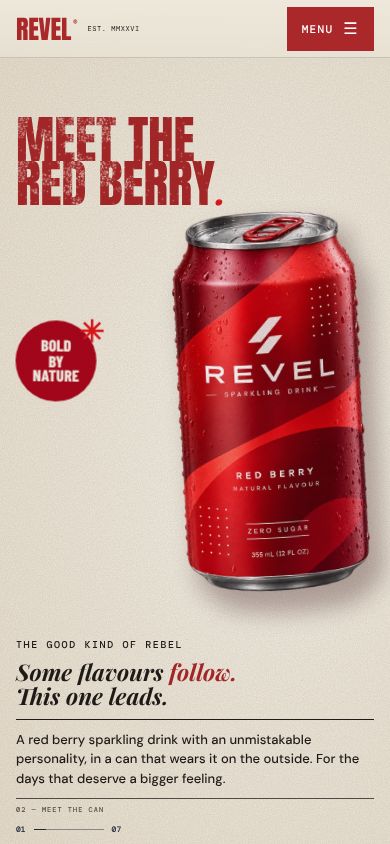 REVEL®
EST. MMXXVI
MENU ☰
MEET THE
RED BERRY.
BOLD
BY
NATURE
REVEL
SPARKLING DRINK
RED BERRY
NATURAL FLAVOUR
ZERO SUGAR
355 mL (12 FL OZ)
THE GOOD KIND OF REBEL
Some flavours follow.
This one leads.
A red berry sparkling drink with an unmistakable
personality, in a can that wears it on the outside. For the
days that deserve a bigger feeling.
02 — MEET THE CAN
01 07